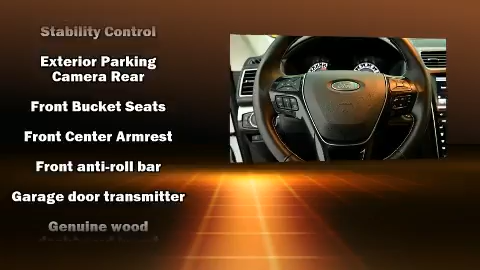 Stability Control
Exterior Parking
Camera Rear
Front Bucket Seats
Front Center Armrest
Front anti-roll bar
Garage door transmitter
Genuine wood